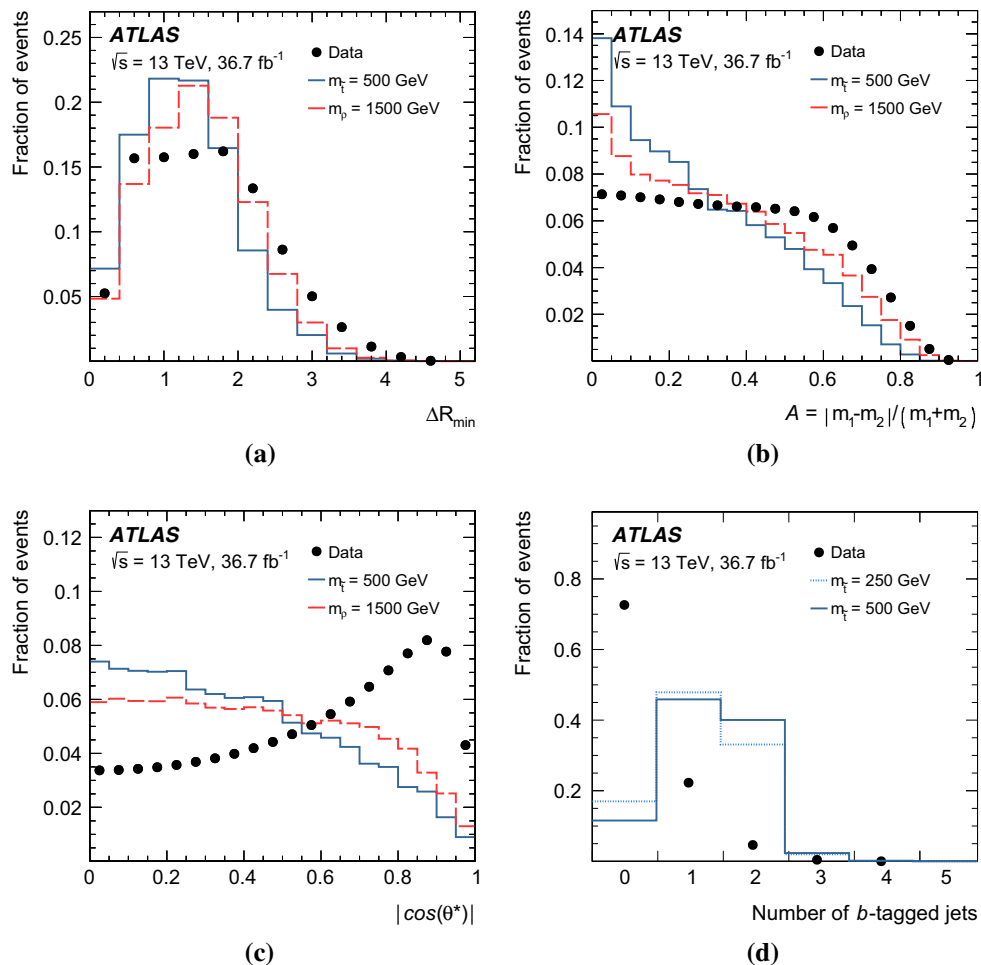 ATLAS
√s = 13 TeV, 36.7 fb⁻¹
Data
m_t̃ = 500 GeV
m_ρ = 1500 GeV
Fraction of events
0.25
0.2
0.15
0.1
0.05
0 1 2 3 4 5
ΔR_min
(a)
ATLAS
√s = 13 TeV, 36.7 fb⁻¹
Data
m_t̃ = 500 GeV
m_ρ = 1500 GeV
Fraction of events
0.14
0.12
0.1
0.08
0.06
0.04
0.02
0 0.2 0.4 0.6 0.8 1
A = |m_1-m_2|/(m_1+m_2)
(b)
ATLAS
√s = 13 TeV, 36.7 fb⁻¹
Data
m_t̃ = 500 GeV
m_ρ = 1500 GeV
Fraction of events
0.12
0.1
0.08
0.06
0.04
0.02
0 0.2 0.4 0.6 0.8 1
|cos(θ*)|
(c)
ATLAS
√s = 13 TeV, 36.7 fb⁻¹
Data
m_t̃ = 250 GeV
m_t̃ = 500 GeV
Fraction of events
0.8
0.6
0.4
0.2
0 1 2 3 4 5
Number of b-tagged jets
(d)